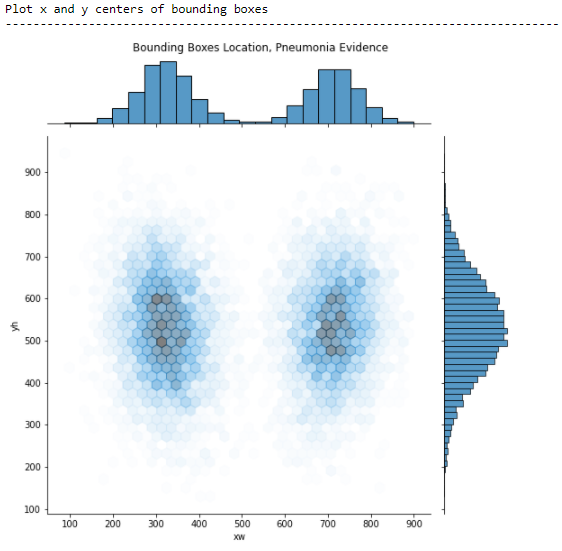 Plot x and y centers of bounding boxes
--------------------------------------------------------------------------------
Bounding Boxes Location, Pneumonia Evidence
900
800
700
600
500
400
300
200
100
yh
100 200 300 400 500 600 700 800 900
xw